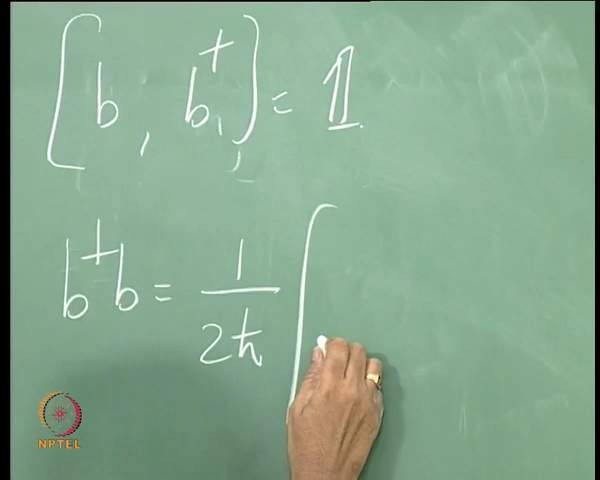 [b, b†] = 𝟙
b†b = 1/2ħ [
NPTEL